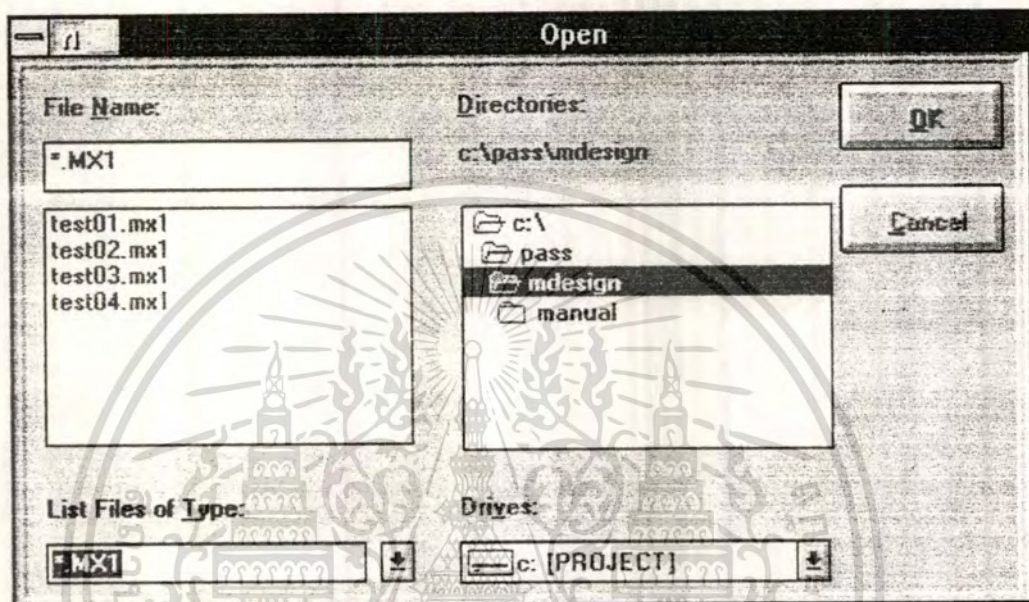 Open
File Name:
*.MX1
test01.mx1
test02.mx1
test03.mx1
test04.mx1
List Files of Type:
*.MX1
Directories:
c:\pass\mdesign
c:\
pass
mdesign
manual
Drives:
c: [PROJECT]
OK
Cancel